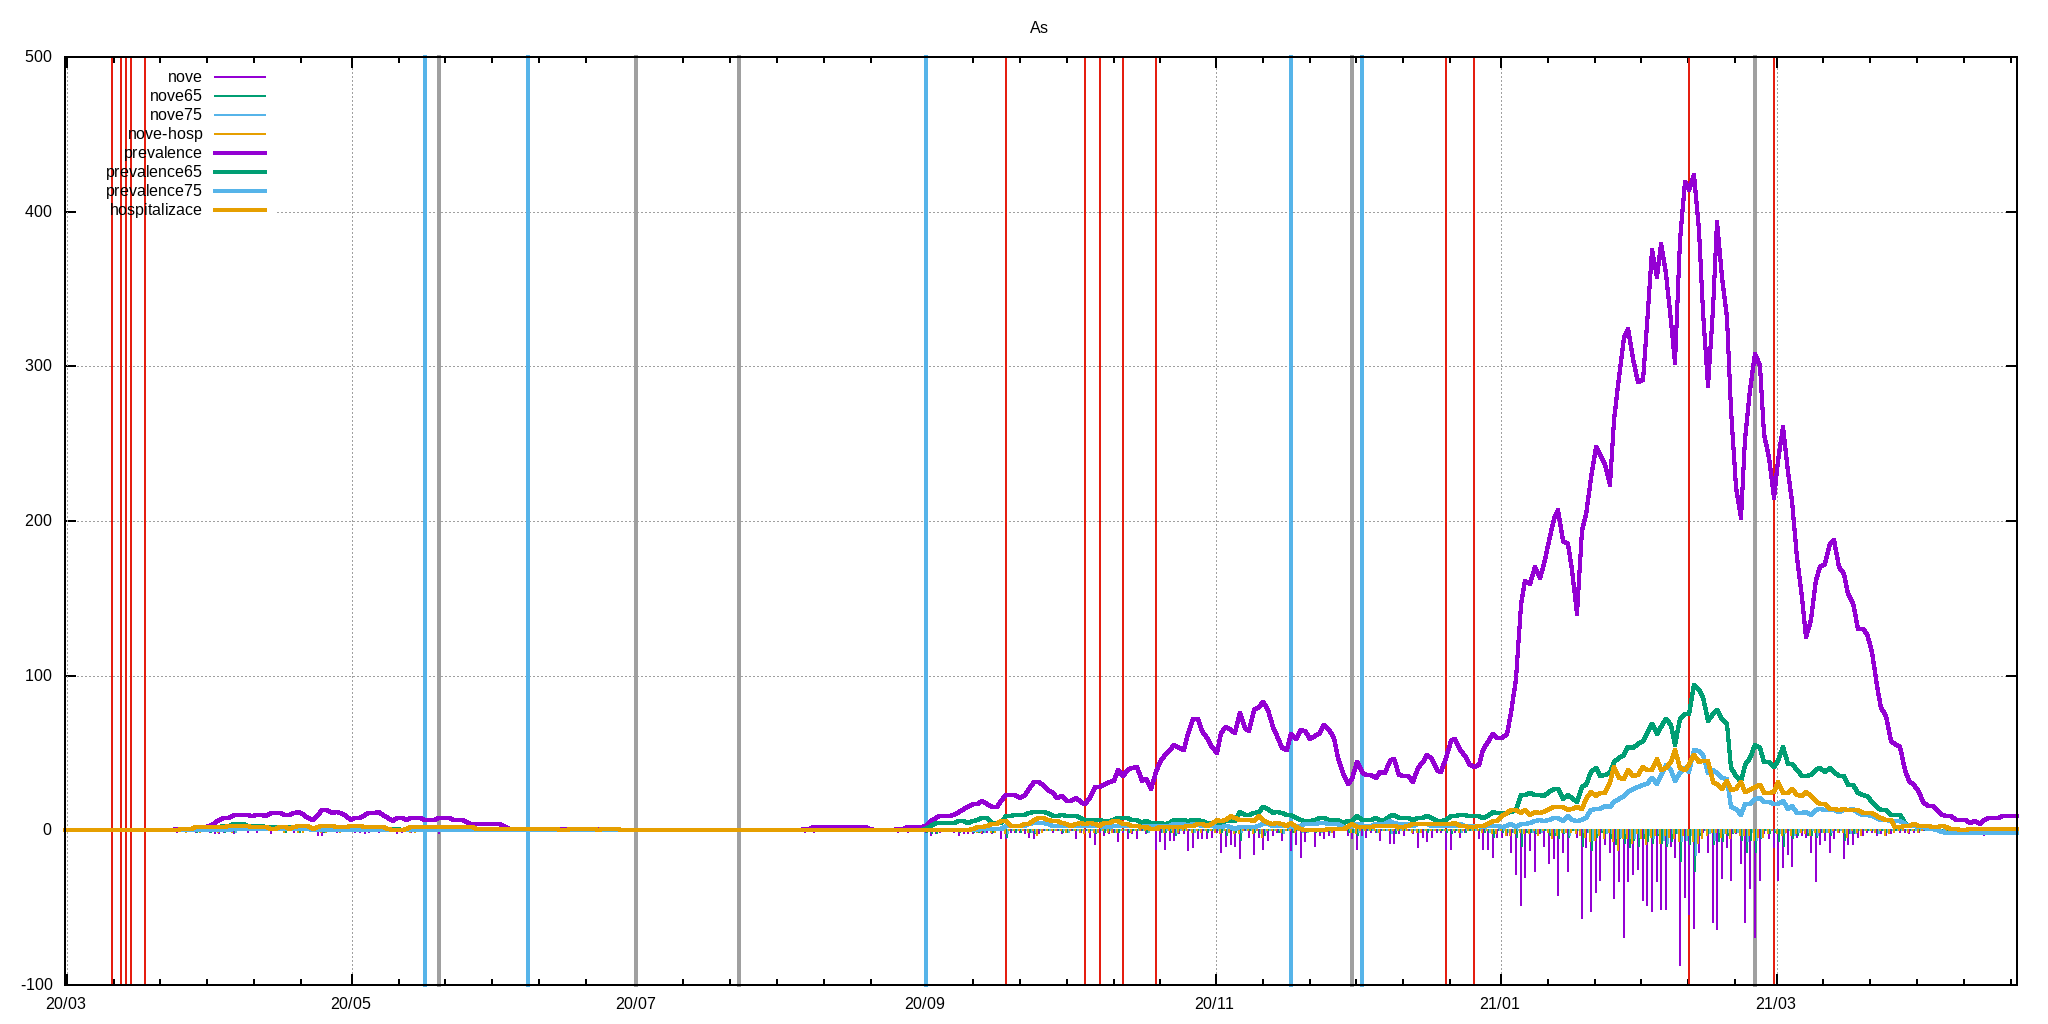 As
500
nove
nove65
nove75
nove-hosp
prevalence
prevalence65
prevalence75
hospitalizace
400
300
200
100
0
-100
20/03 20/05 20/07 20/09 20/11 21/01 21/03